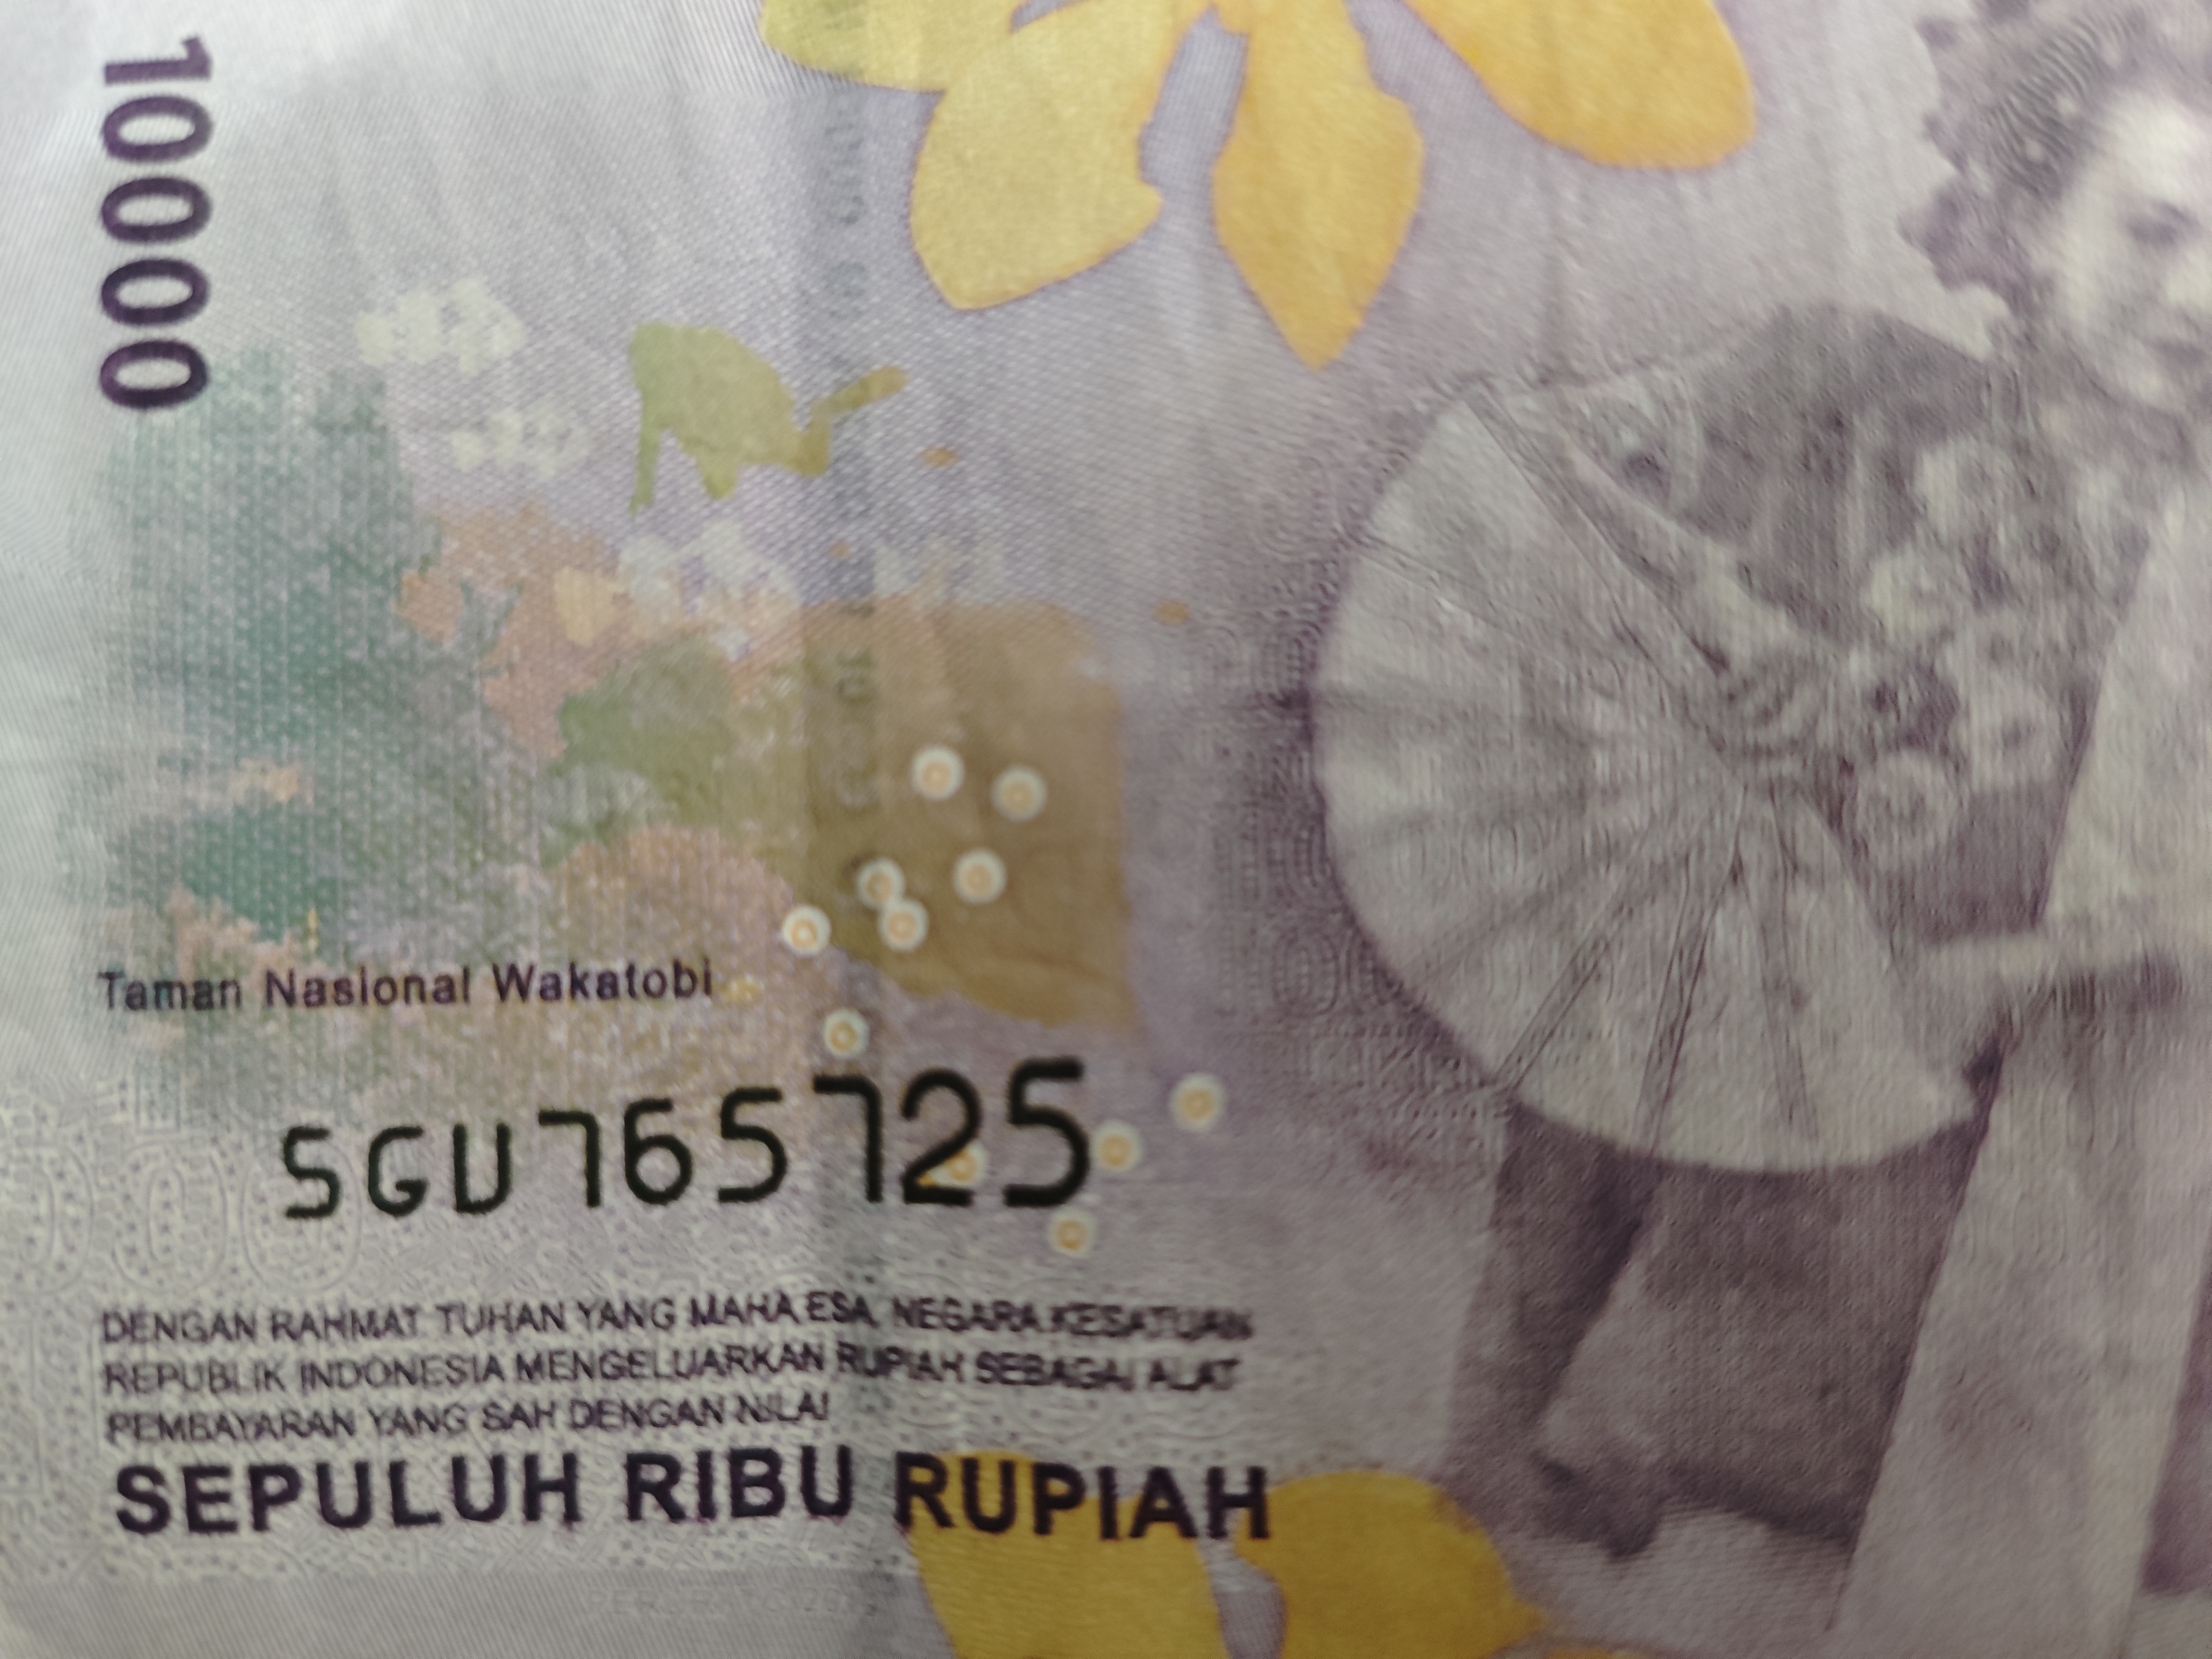 10000
Taman Nasional Wakatobi
SGU765725
DENGAN RAHMAT TUHAN YANG MAHA ESA, NEGARA KESATUAN
REPUBLIK INDONESIA MENGELUARKAN RUPIAH SEBAGAI ALAT
PEMBAYARAN YANG SAH DENGAN NILAI
SEPULUH RIBU RUPIAH